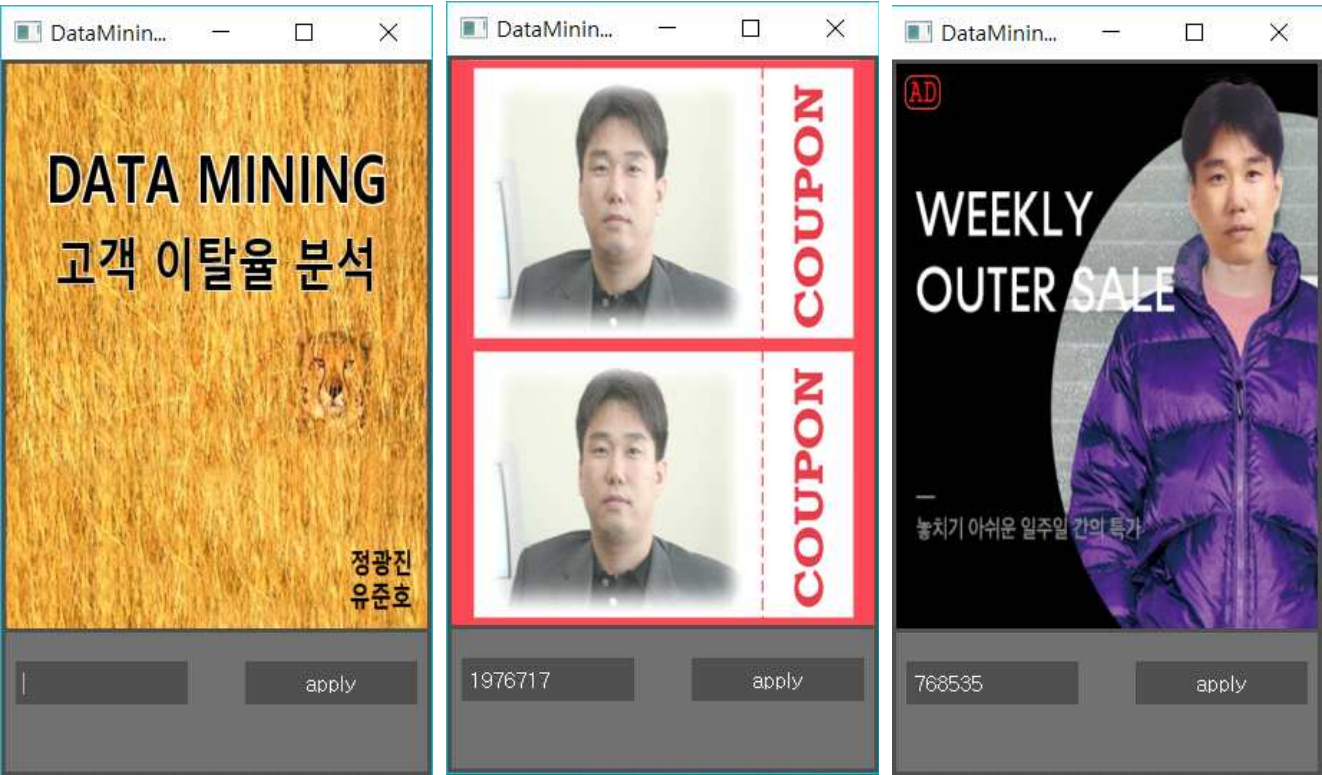 DataMinin...
DATA MINING
고객 이탈율 분석
정광진
유준호
apply
DataMinin...
COUPON
COUPON
1976717
apply
DataMinin...
AD
WEEKLY
OUTER SALE
놓치기 아쉬운 일주일 간의 특가
768535
apply